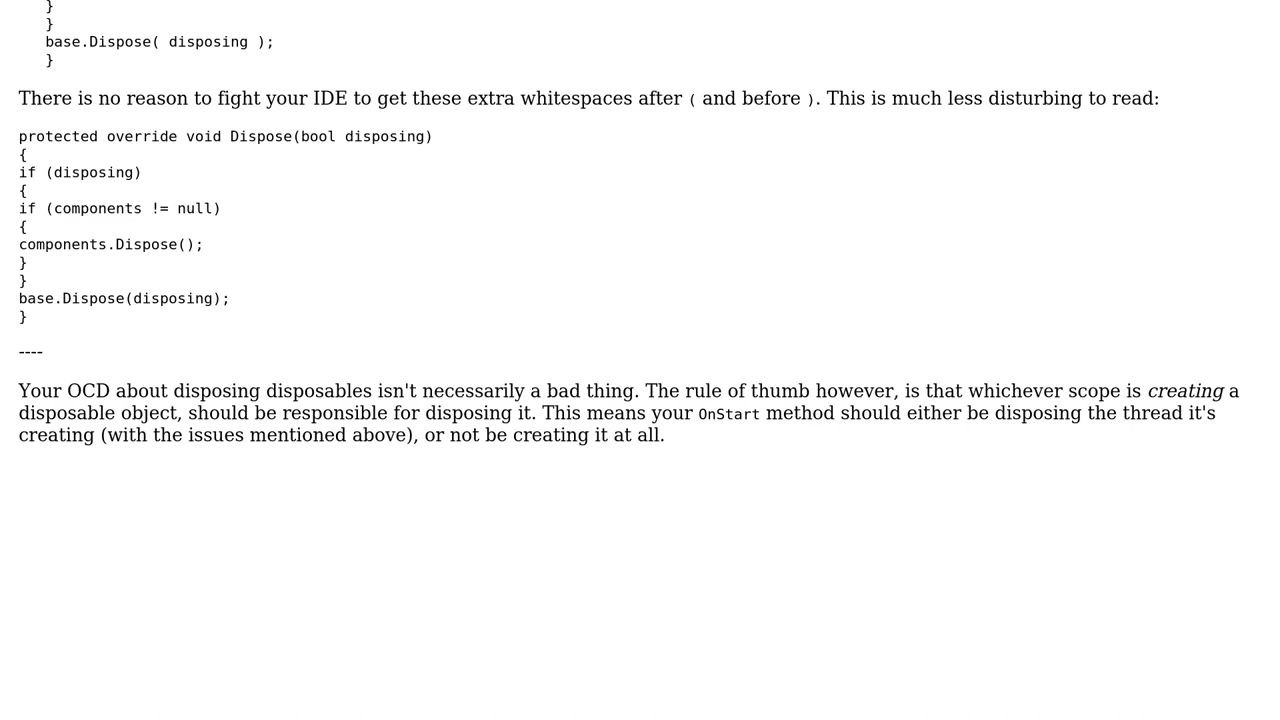 }
}
base.Dispose( disposing );
}
There is no reason to fight your IDE to get these extra whitespaces after ( and before ). This is much less disturbing to read:
protected override void Dispose(bool disposing)
{
if (disposing)
{
if (components != null)
{
components.Dispose();
}
}
base.Dispose(disposing);
}
----
Your OCD about disposing disposables isn't necessarily a bad thing. The rule of thumb however, is that whichever scope is creating a
disposable object, should be responsible for disposing it. This means your OnStart method should either be disposing the thread it's
creating (with the issues mentioned above), or not be creating it at all.